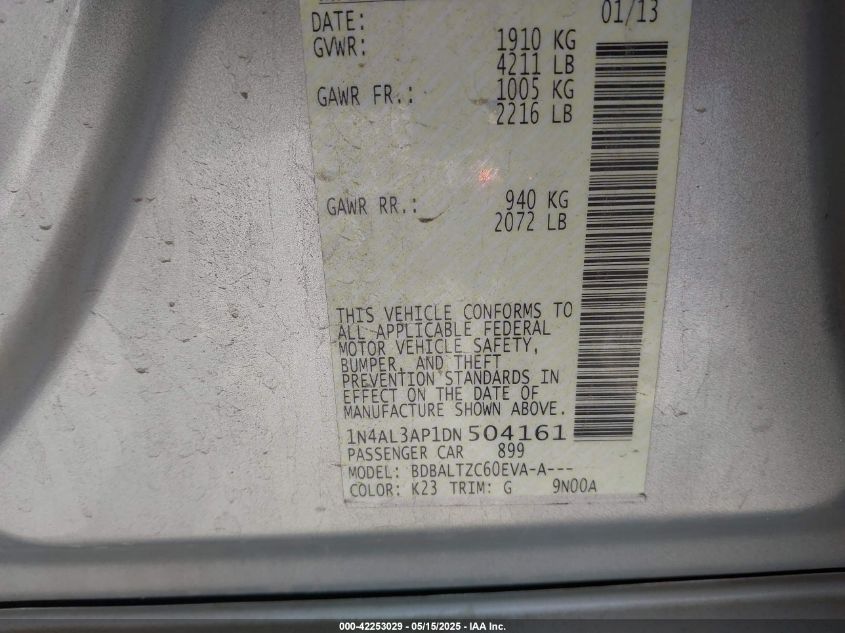 DATE: 01/13
GVWR: 1910 KG
4211 LB
GAWR FR.: 1005 KG
2216 LB
GAWR RR.: 940 KG
2072 LB
THIS VEHICLE CONFORMS TO
ALL APPLICABLE FEDERAL
MOTOR VEHICLE SAFETY,
BUMPER, AND THEFT
PREVENTION STANDARDS IN
EFFECT ON THE DATE OF
MANUFACTURE SHOWN ABOVE.
1N4AL3AP1DN504161
PASSENGER CAR 899
MODEL: BDBALTZC60EVA-A---
COLOR: K23 TRIM: G 9N00A
000-42253029 - 05/15/2025 - IAA Inc.